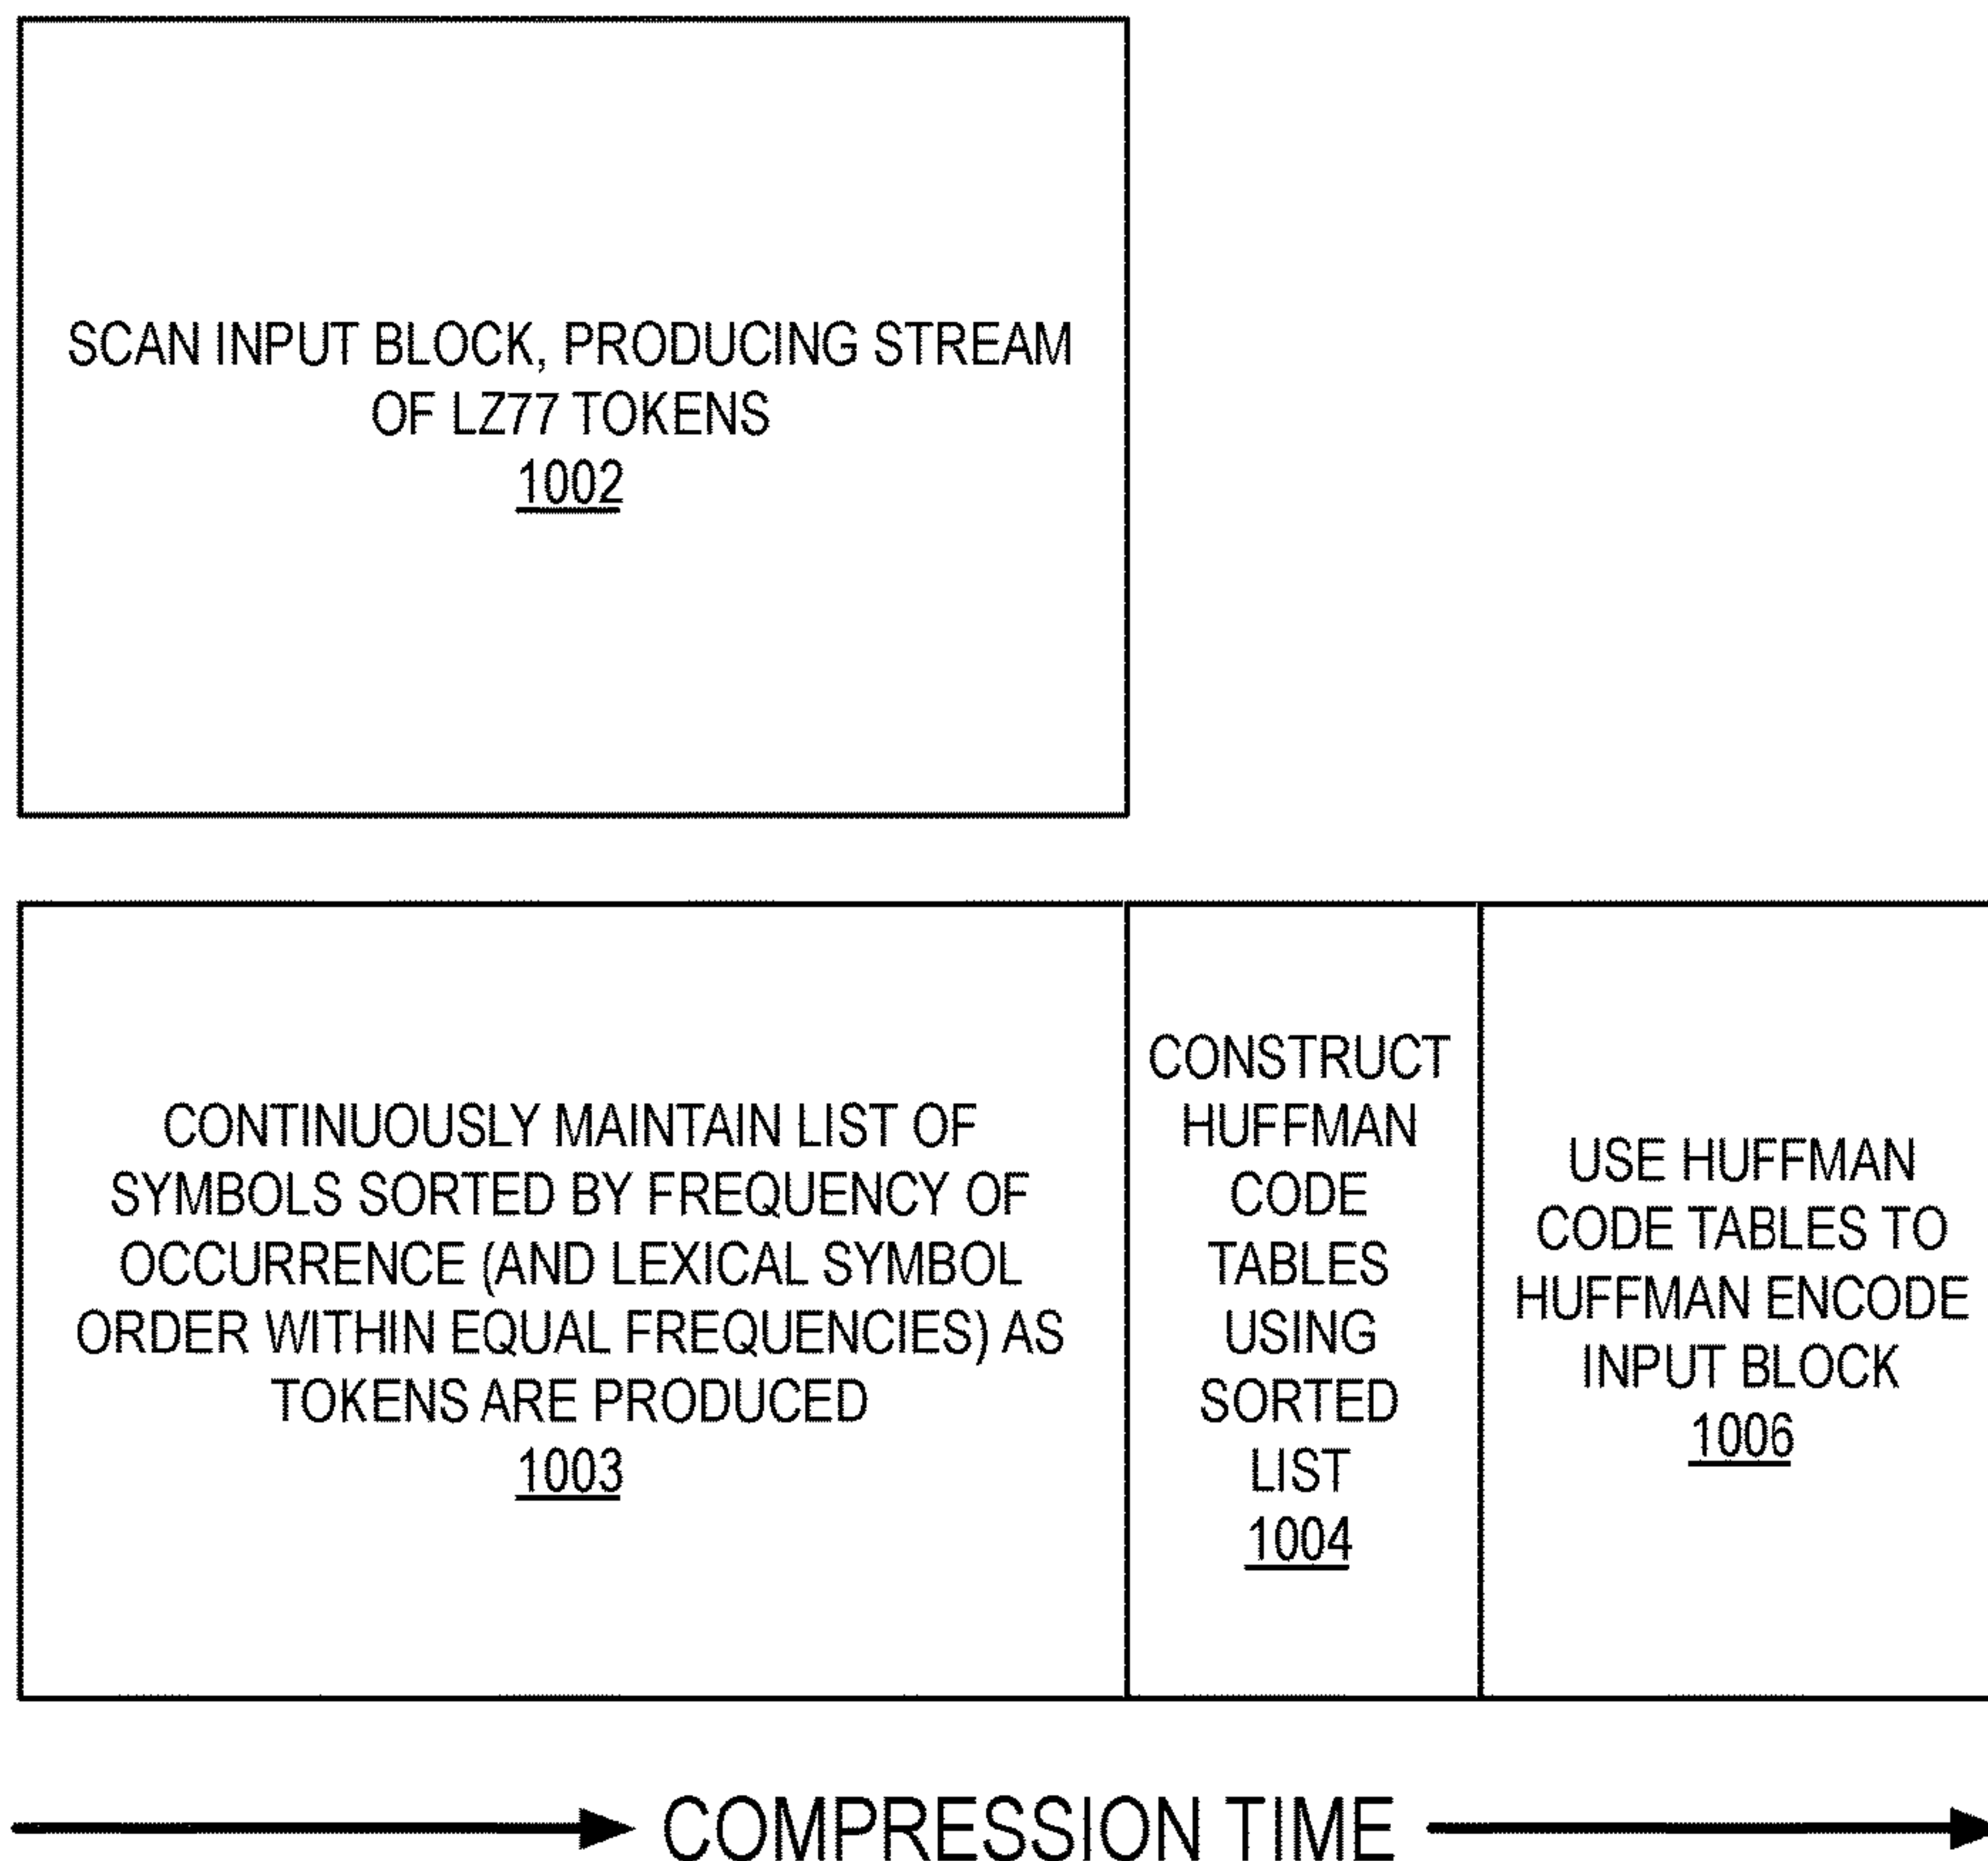 SCAN INPUT BLOCK, PRODUCING STREAM
OF LZ77 TOKENS
1002
CONTINUOUSLY MAINTAIN LIST OF
SYMBOLS SORTED BY FREQUENCY OF
OCCURRENCE (AND LEXICAL SYMBOL
ORDER WITHIN EQUAL FREQUENCIES) AS
TOKENS ARE PRODUCED
1003
CONSTRUCT
HUFFMAN
CODE
TABLES
USING
SORTED
LIST
1004
USE HUFFMAN
CODE TABLES TO
HUFFMAN ENCODE
INPUT BLOCK
1006
COMPRESSION TIME